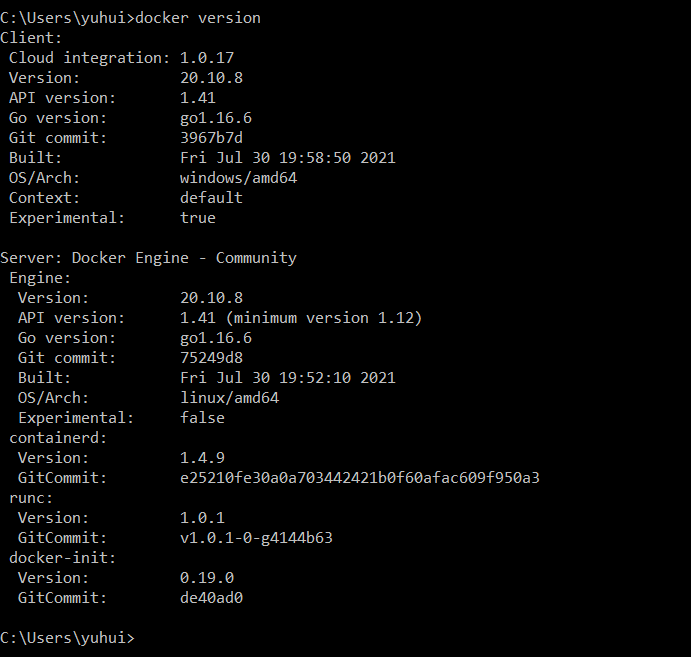 C:\Users\yuhui>docker version
Client:
 Cloud integration: 1.0.17
 Version:           20.10.8
 API version:       1.41
 Go version:        go1.16.6
 Git commit:        3967b7d
 Built:             Fri Jul 30 19:58:50 2021
 OS/Arch:           windows/amd64
 Context:           default
 Experimental:      true

Server: Docker Engine - Community
 Engine:
  Version:          20.10.8
  API version:      1.41 (minimum version 1.12)
  Go version:       go1.16.6
  Git commit:       75249d8
  Built:            Fri Jul 30 19:52:10 2021
  OS/Arch:          linux/amd64
  Experimental:     false
 containerd:
  Version:          1.4.9
  GitCommit:        e25210fe30a0a703442421b0f60afac609f950a3
 runc:
  Version:          1.0.1
  GitCommit:        v1.0.1-0-g4144b63
 docker-init:
  Version:          0.19.0
  GitCommit:        de40ad0

C:\Users\yuhui>